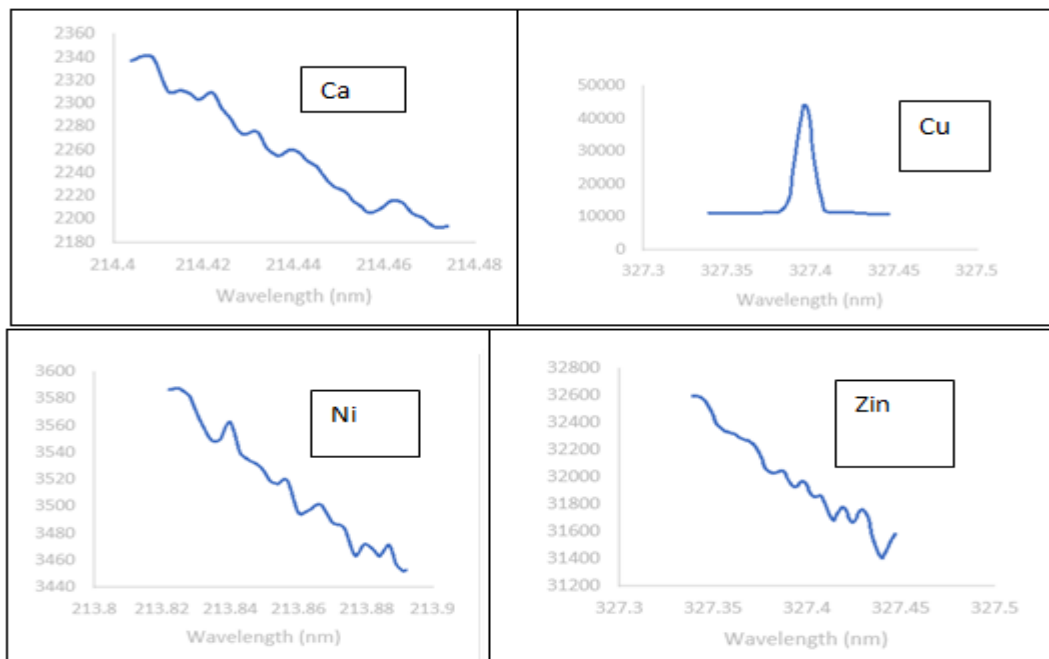 2360
2340
2320
2300
2280
2260
2240
2220
2200
2180
214.4 214.42 214.44 214.46 214.48
Wavelength (nm)
Ca
50000
40000
30000
20000
10000
0
327.3 327.35 327.4 327.45 327.5
Wavelength (nm)
Cu
3600
3580
3560
3540
3520
3500
3480
3460
3440
213.8 213.82 213.84 213.86 213.88 213.9
Wavelength (nm)
Ni
32800
32600
32400
32200
32000
31800
31600
31400
31200
327.3 327.35 327.4 327.45 327.5
Wavelength (nm)
Zin